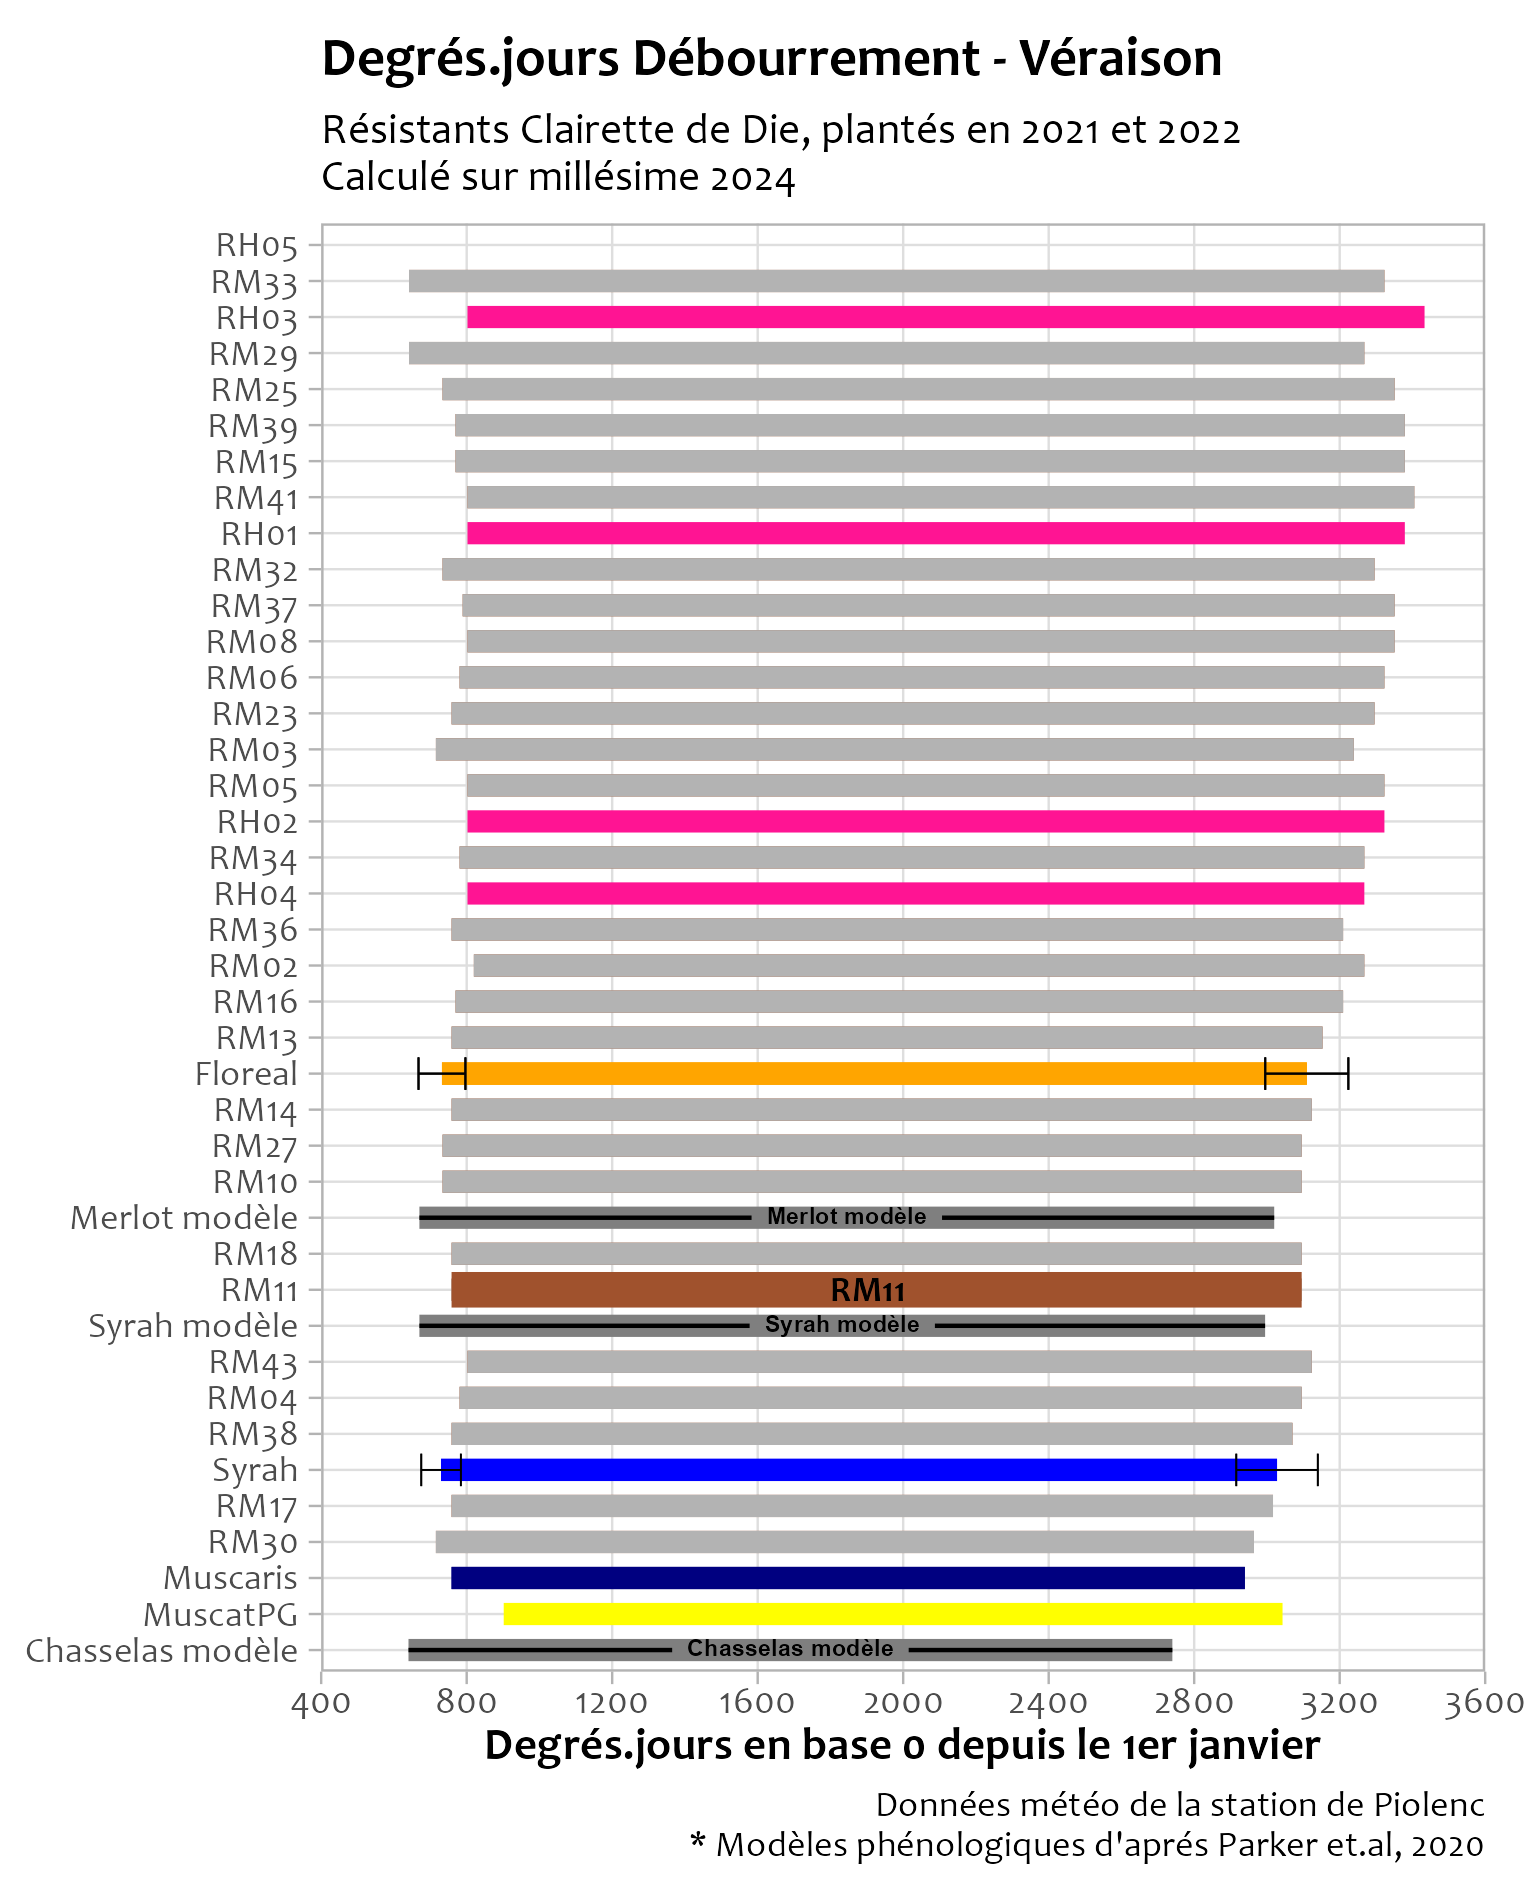 Degrés.jours Débourrement - Véraison
Résistants Clairette de Die, plantés en 2021 et 2022
Calculé sur millésime 2024
RH05
RM33
RH03
RM29
RM25
RM39
RM15
RM41
RH01
RM32
RM37
RM08
RM06
RM23
RM03
RM05
RH02
RM34
RH04
RM36
RM02
RM16
RM13
Floreal
RM14
RM27
RM10
Merlot modèle Merlot modèle
RM18
RM11 RM11
Syrah modèle Syrah modèle
RM43
RM04
RM38
Syrah
RM17
RM30
Muscaris
MuscatPG
Chasselas modèle Chasselas modèle
400 800 1200 1600 2000 2400 2800 3200 3600
Degrés.jours en base 0 depuis le 1er janvier
Données météo de la station de Piolenc
* Modèles phénologiques d'aprés Parker et.al, 2020